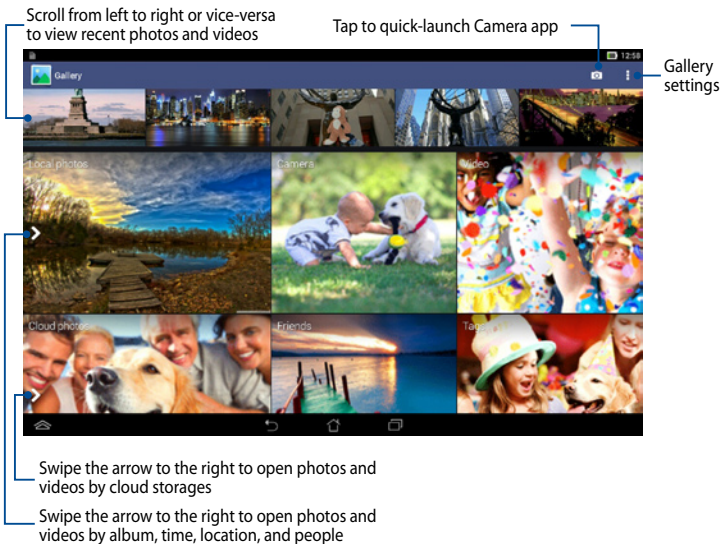 Scroll from left to right or vice-versa
to view recent photos and videos
Tap to quick-launch Camera app
12:58
Gallery
Gallery
settings
Local photos
Camera
Video
Cloud photos
Friends
Tags
Swipe the arrow to the right to open photos and
videos by cloud storages
Swipe the arrow to the right to open photos and
videos by album, time, location, and people